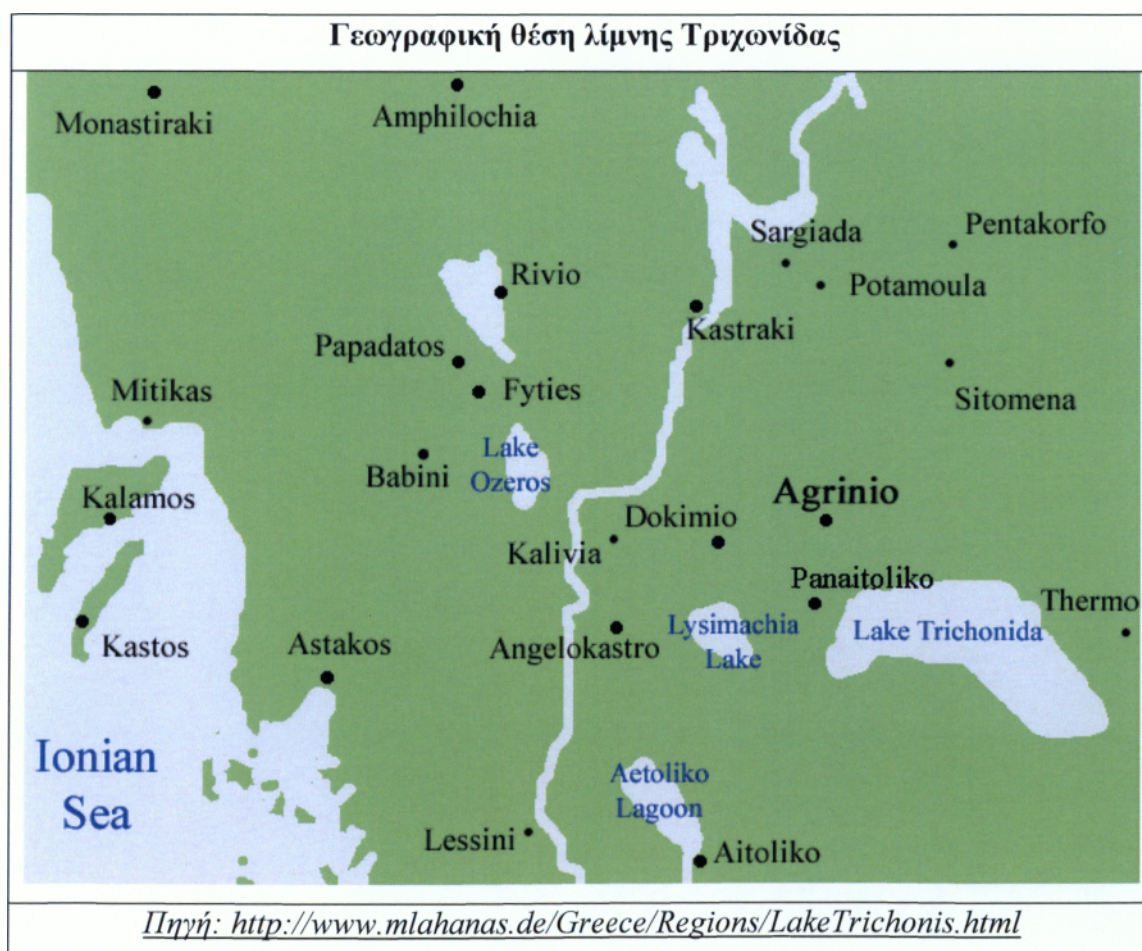 Γεωγραφική θέση λίμνης Τριχωνίδας
Monastiraki
Amphilochia
Sargiada
Pentakorfo
Rivio
Potamoula
Kastraki
Papadatos
Mitikas
Fyties
Sitomena
Lake
Ozeros
Babini
Kalamos
Agrinio
Dokimio
Kalivia
Panaitoliko
Thermo
Kastos
Astakos
Angelokastro
Lysimachia
Lake
Lake Trichonida
Ionian
Sea
Aetoliko
Lagoon
Lessini
Aitoliko
Πηγή: http://www.mlahanas.de/Greece/Regions/LakeTrichonis.html